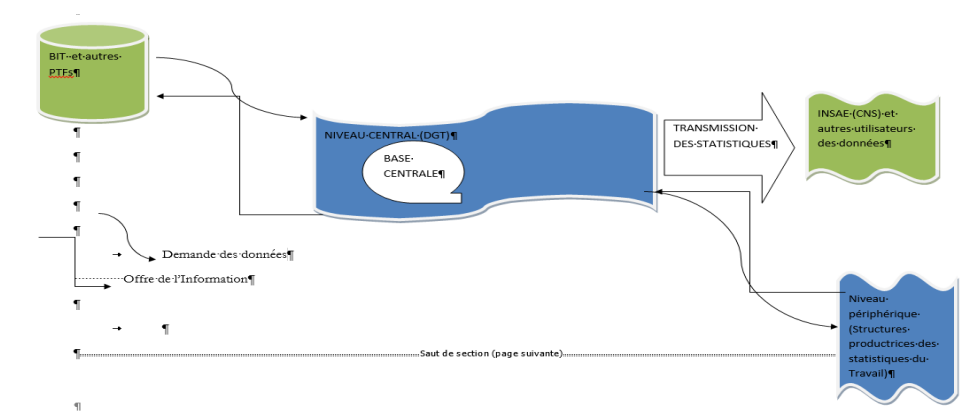 BIT et autres
PTFs¶
¶
¶
¶
¶
¶
NIVEAU CENTRAL (DGT)¶
BASE
CENTRALE¶
TRANSMISSION
DES STATISTIQUES¶
INSAE (CNS) et
autres utilisateurs
des données¶
→ Demande des données¶
Offre de l'Information¶
¶
→ ¶
¶
Saut de section (page suivante)
¶
Niveau
périphérique
(Structures
productrices des
statistiques du
Travail)¶